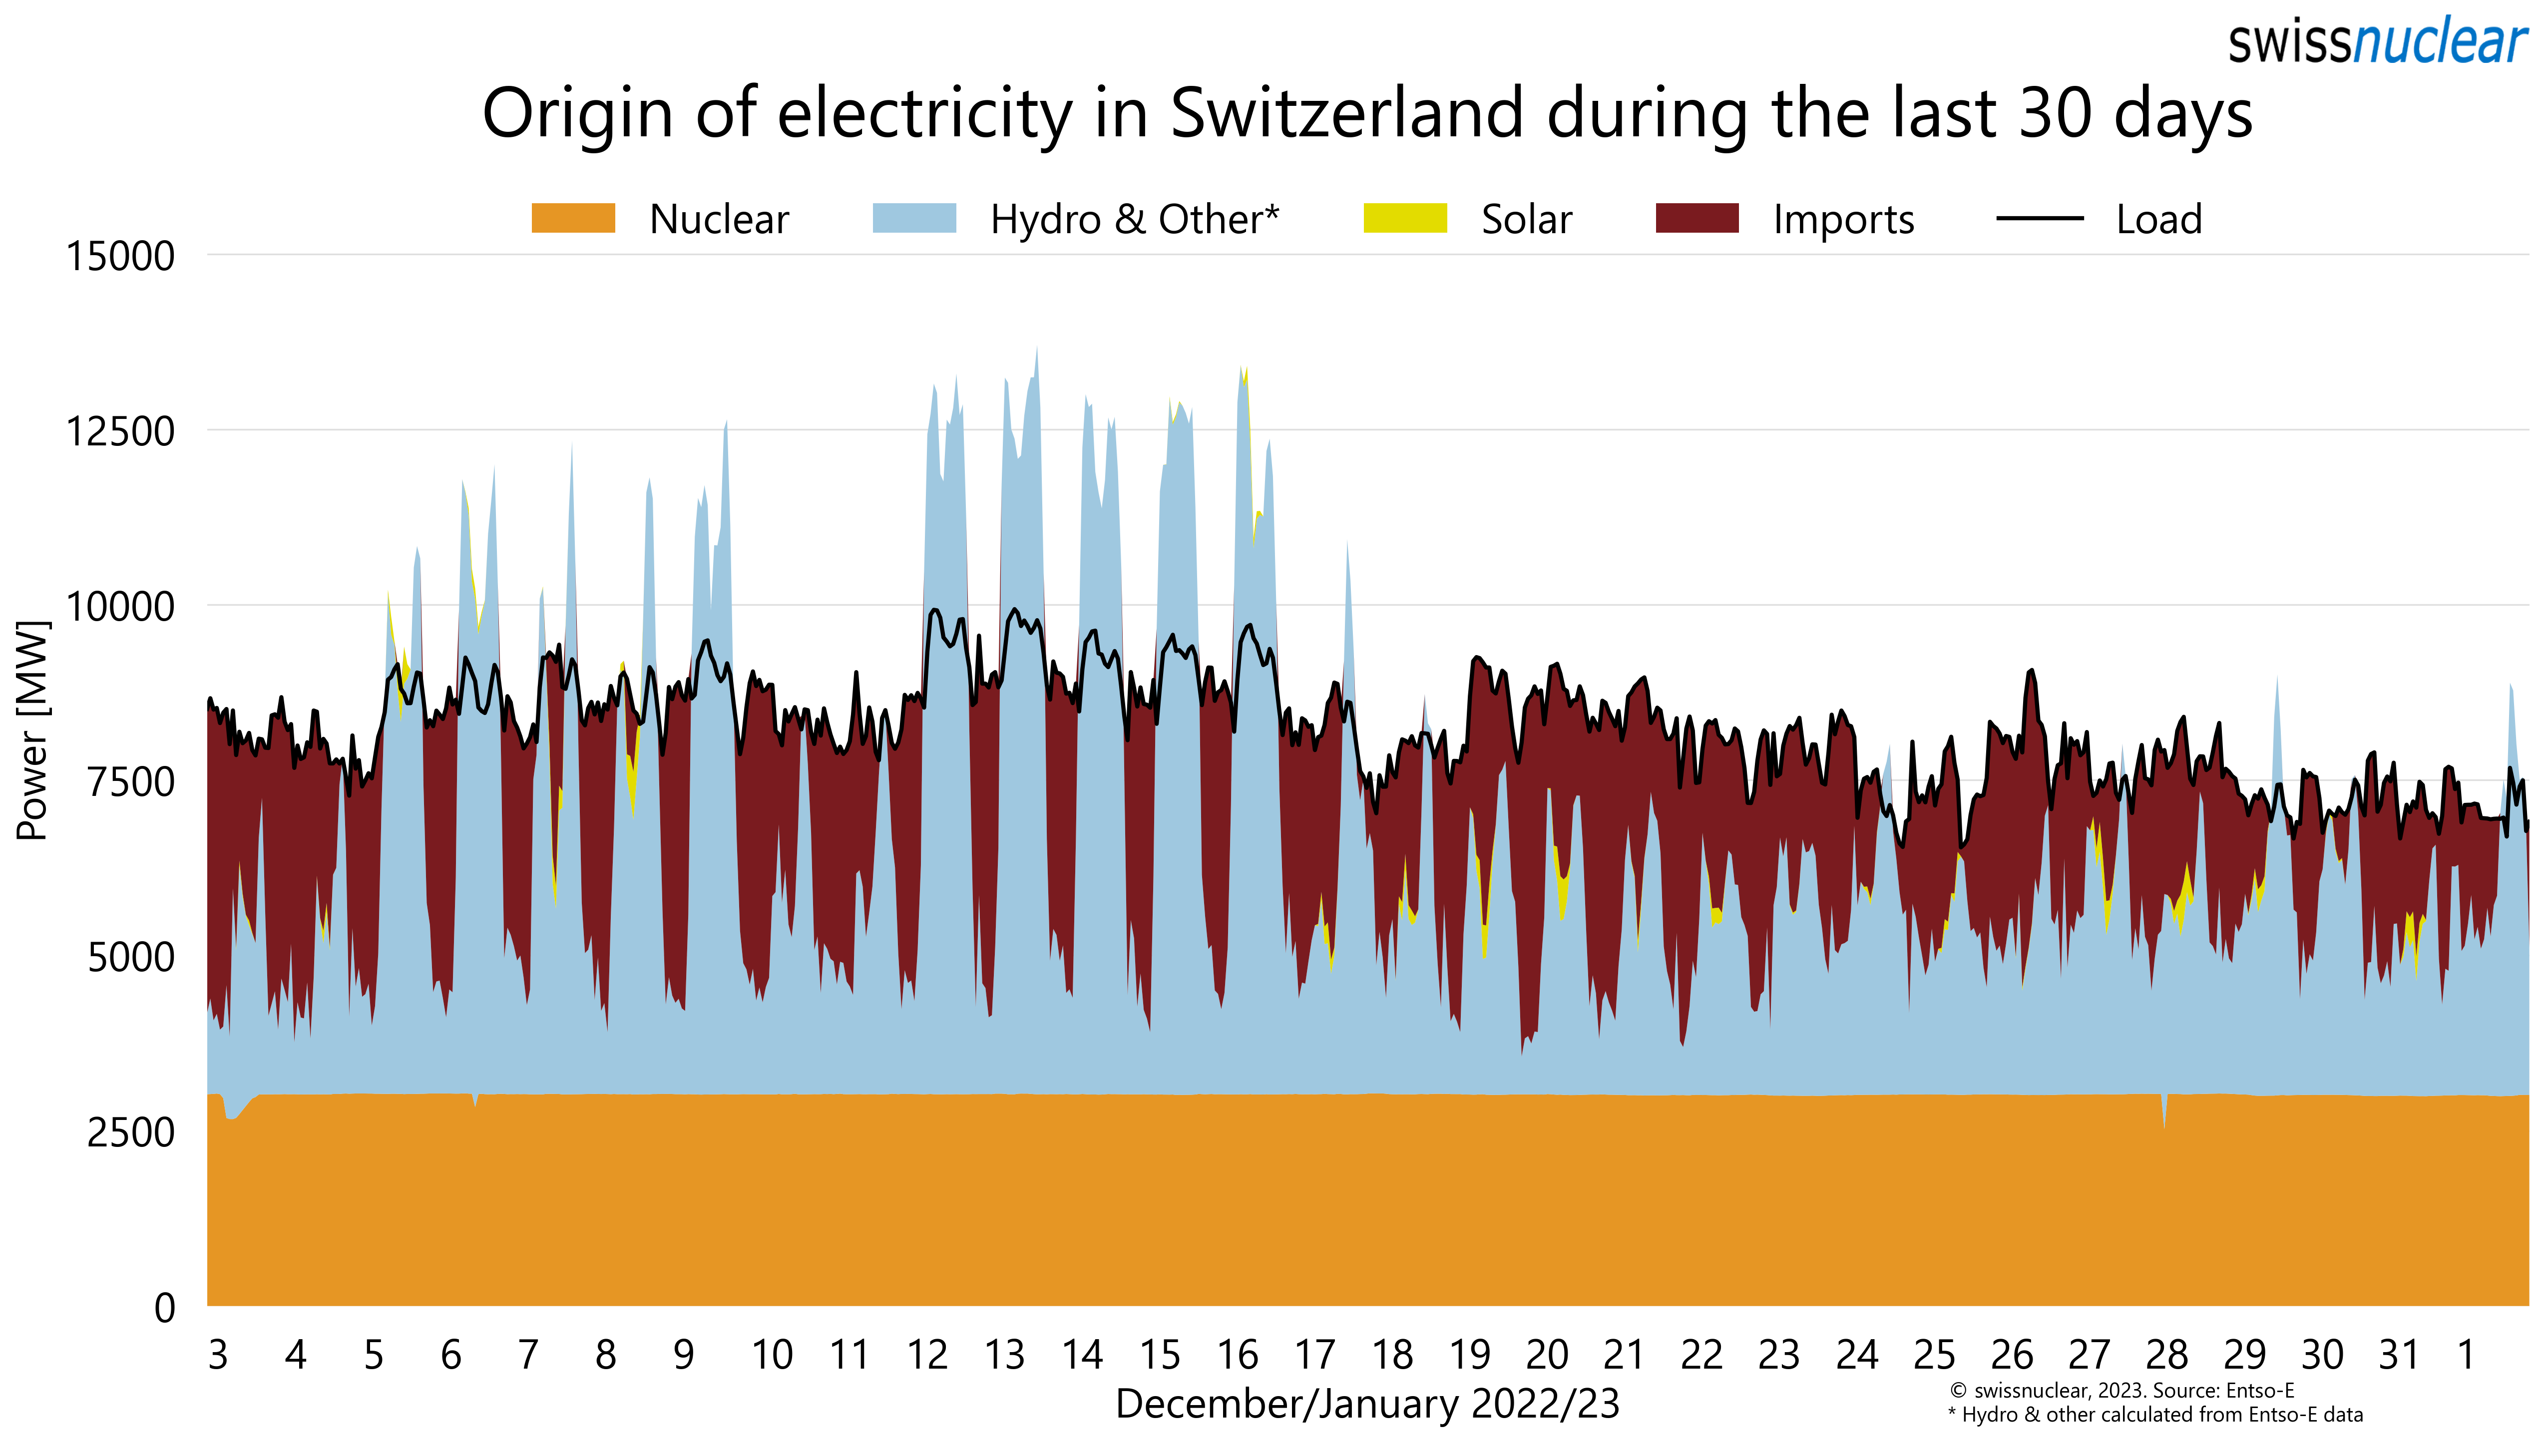 swissnuclear
Origin of electricity in Switzerland during the last 30 days
Nuclear Hydro & Other* Solar Imports Load
15000
12500
10000
7500
5000
2500
0
Power [MW]
3 4 5 6 7 8 9 10 11 12 13 14 15 16 17 18 19 20 21 22 23 24 25 26 27 28 29 30 31 1
December/January 2022/23
© swissnuclear, 2023. Source: Entso-E
* Hydro & other calculated from Entso-E data